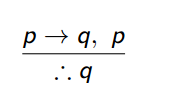 p → q, p
∴ q